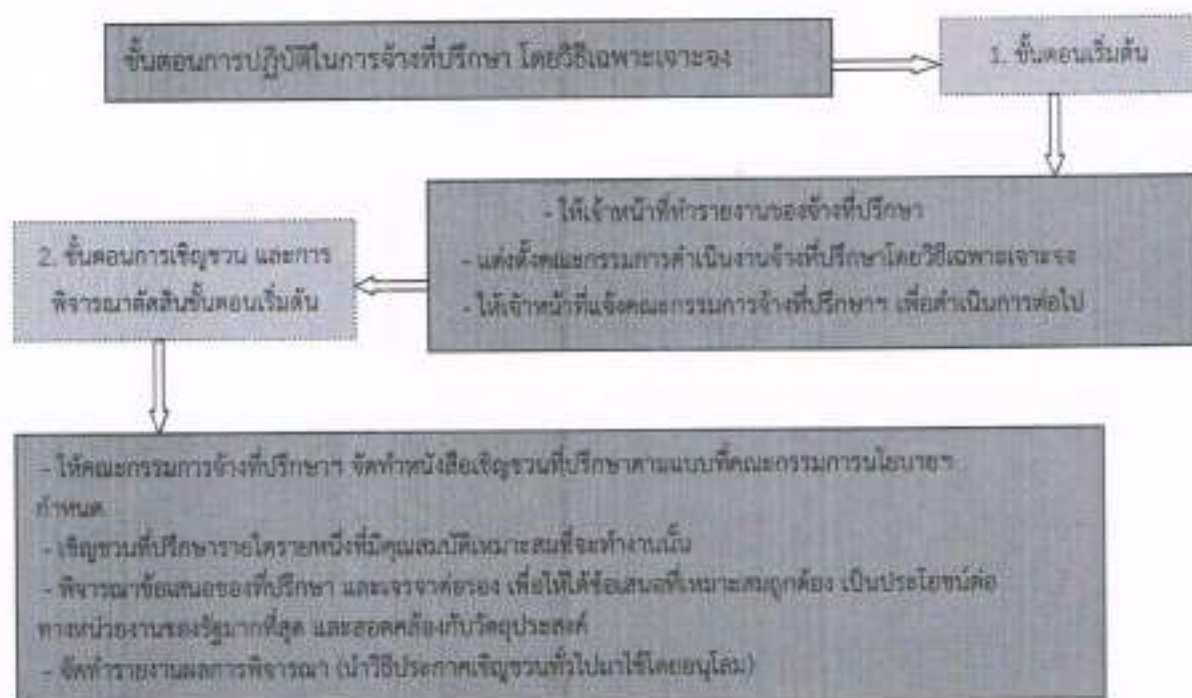 ขั้นตอนการปฏิบัติในการจ้างที่ปรึกษา โดยวิธีเฉพาะเจาะจง
1. ขั้นตอนเริ่มต้น
- ให้เจ้าหน้าที่ทำรายงานของจ้างที่ปรึกษา
- แต่งตั้งคณะกรรมการดำเนินงานจ้างที่ปรึกษาโดยวิธีเฉพาะเจาะจง
- ให้เจ้าหน้าที่แจ้งคณะกรรมการจ้างที่ปรึกษาฯ เพื่อดำเนินการต่อไป
2. ขั้นตอนการเชิญชวน และการ
พิจารณาตัดสินขั้นตอนเริ่มต้น
- ให้คณะกรรมการจ้างที่ปรึกษาฯ จัดทำหนังสือเชิญชวนที่ปรึกษาตามแบบที่คณะกรรมการนโยบายฯ
กำหนด
- เชิญชวนที่ปรึกษารายใดรายหนึ่งที่มีคุณสมบัติเหมาะสมที่จะทำงานนั้น
- พิจารณาข้อเสนอของที่ปรึกษา และเจรจาต่อรอง เพื่อให้ได้ข้อเสนอที่เหมาะสมถูกต้อง เป็นประโยชน์ต่อ
ทางหน่วยงานของรัฐมากที่สุด และสอดคล้องกับวัตถุประสงค์
- จัดทำรายงานผลการพิจารณา (นำวิธีประกาศเชิญชวนทั่วไปมาใช้โดยอนุโลม)